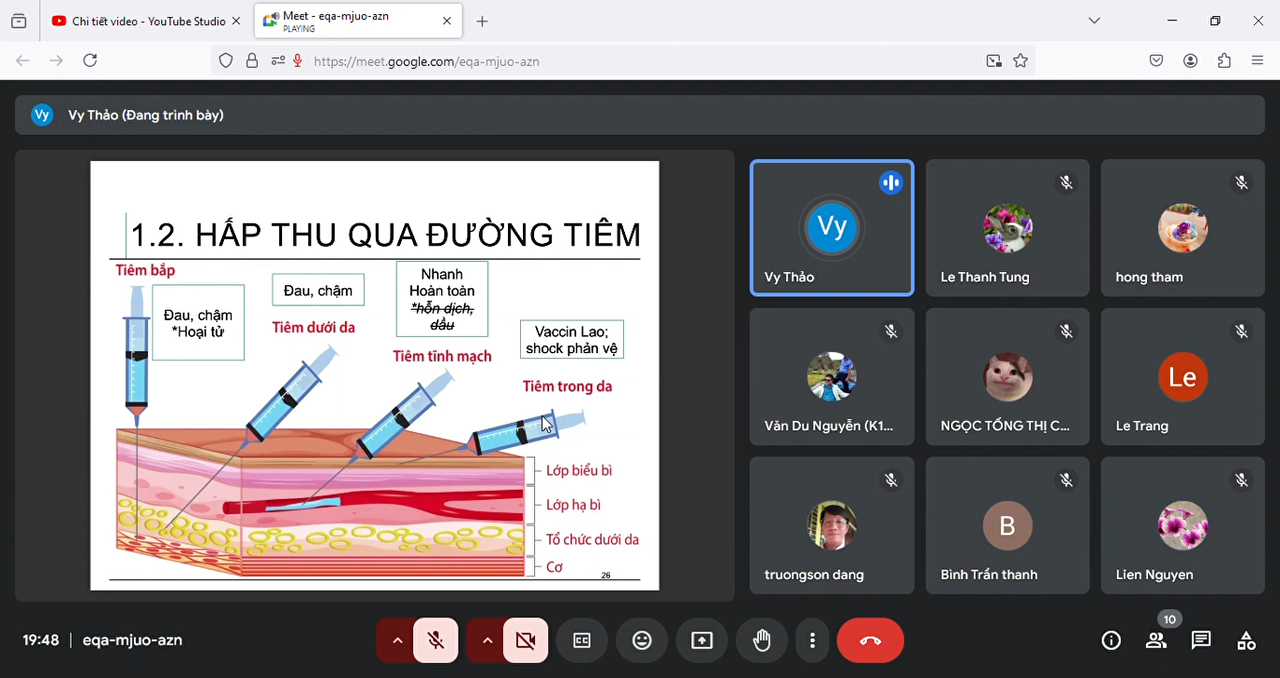 Chi tiết video - YouTube Studio
Meet - eqa-mjuo-azn
PLAYING
https://meet.google.com/eqa-mjuo-azn
Vy
Vy Thảo (Đang trình bày)
1.2. HẤP THU QUA ĐƯỜNG TIÊM
Tiêm bắp
Đau, chậm
*Hoại tử
Đau, chậm
Tiêm dưới da
Nhanh
Hoàn toàn
*hỗn dịch,
dầu
Tiêm tĩnh mạch
Vaccin Lao;
shock phản vệ
Tiêm trong da
Lớp biểu bì
Lớp hạ bì
Tổ chức dưới da
Cơ
26
Vy
Vy Thảo
Le Thanh Tung
hong tham
Văn Du Nguyễn (K1...
NGỌC TỐNG THỊ C...
Le
Le Trang
truongson dang
B
Bình Trần thanh
Lien Nguyen
19:48
eqa-mjuo-azn
10